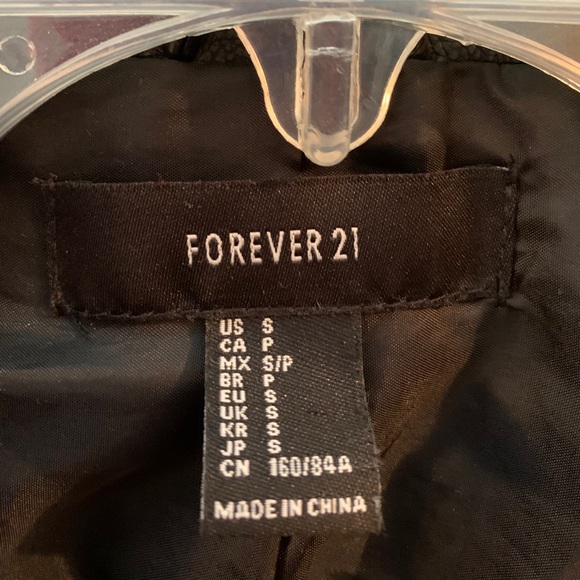 FOREVER 21
US S
CA P
MX S/P
BR P
EU S
UK S
KR S
JP S
CN 160/84A
MADE IN CHINA